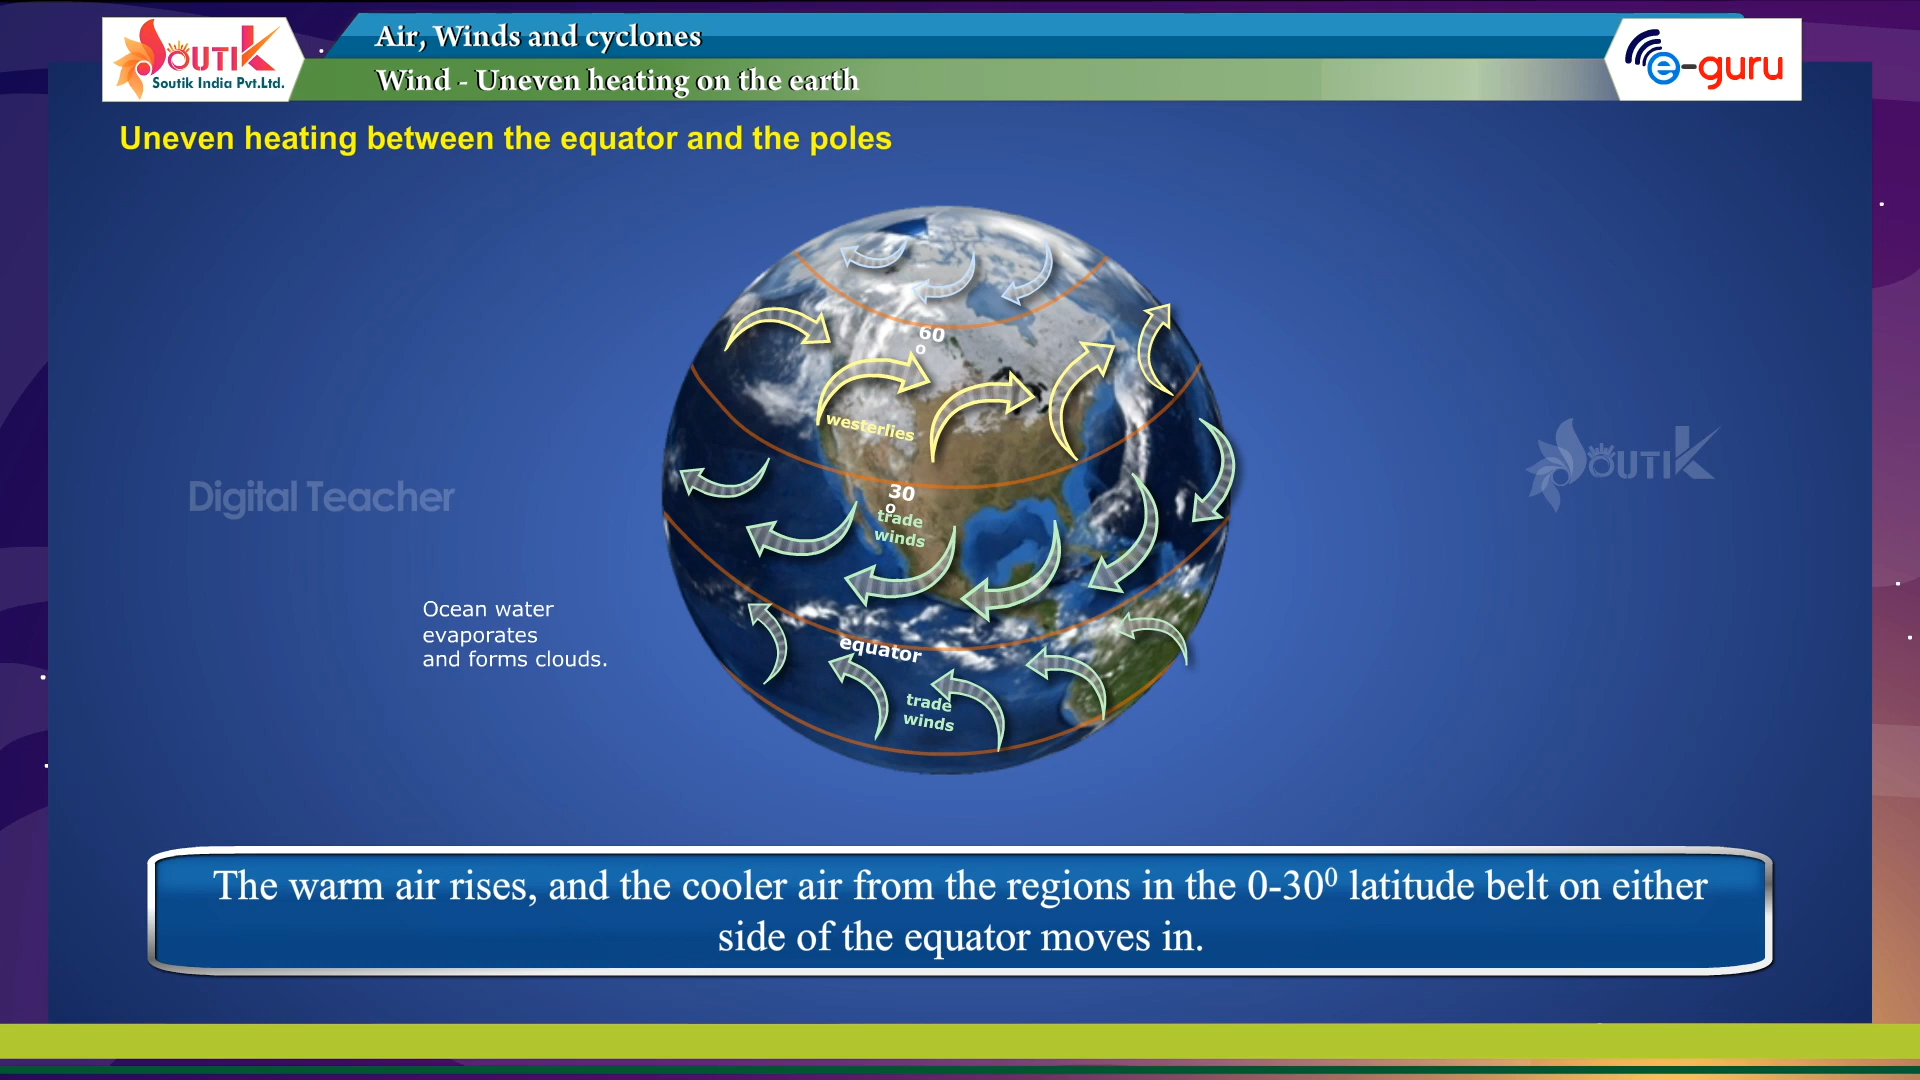 SOUTIK
Soutik India Pvt.Ltd.
Air, Winds and cyclones
Wind - Uneven heating on the earth
e-guru
Uneven heating between the equator and the poles
60
o
westerlies
30
o
trade
winds
Digital Teacher
SOUTIK
Ocean water
evaporates
and forms clouds.
equator
trade
winds
The warm air rises, and the cooler air from the regions in the 0-30⁰ latitude belt on either
side of the equator moves in.